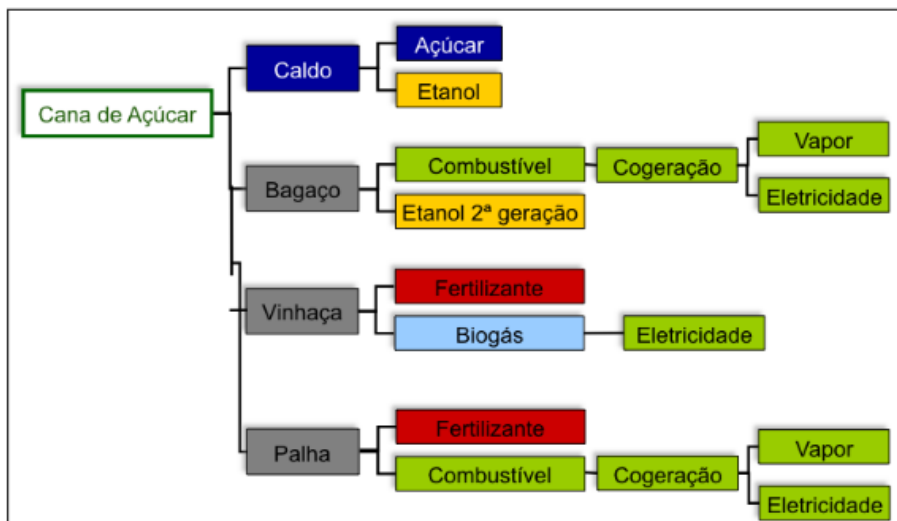 Caldo
Açúcar
Etanol
Cana de Açúcar
Bagaço
Combustível
Cogeração
Vapor
Eletricidade
Etanol 2ª geração
Vinhaça
Fertilizante
Biogás
Eletricidade
Palha
Fertilizante
Combustível
Cogeração
Vapor
Eletricidade